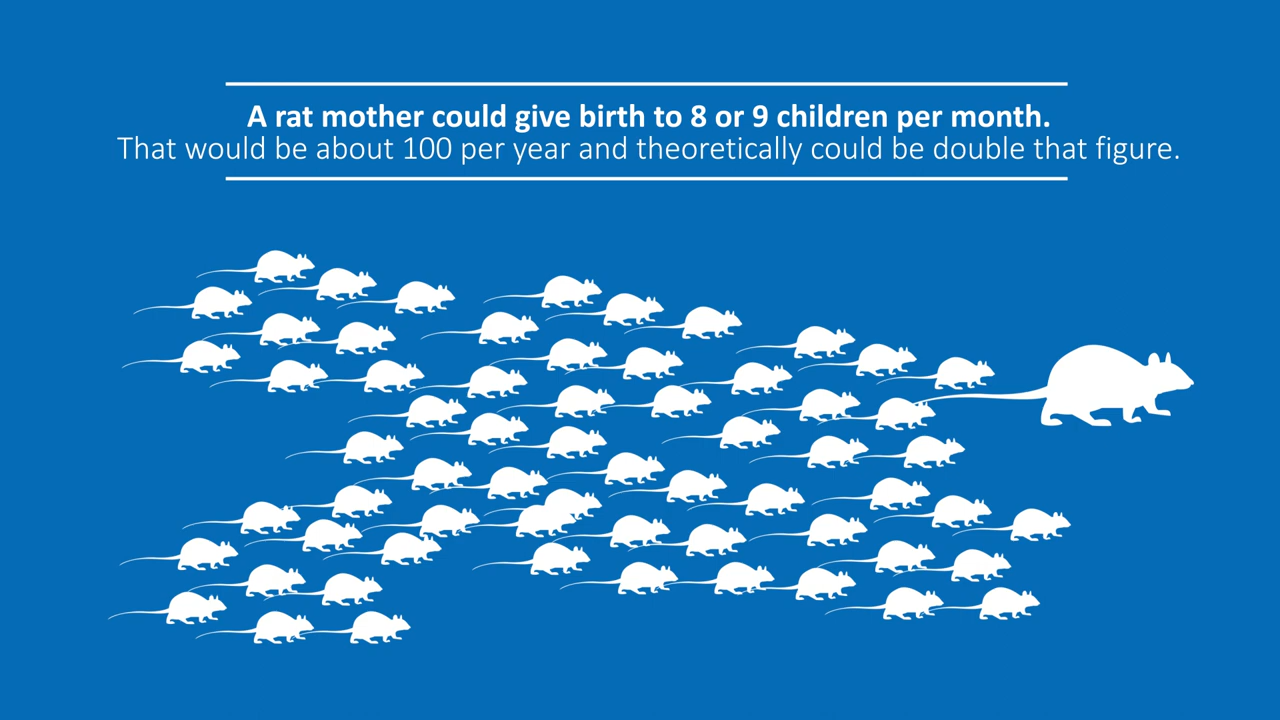 A rat mother could give birth to 8 or 9 children per month.
That would be about 100 per year and theoretically could be double that figure.